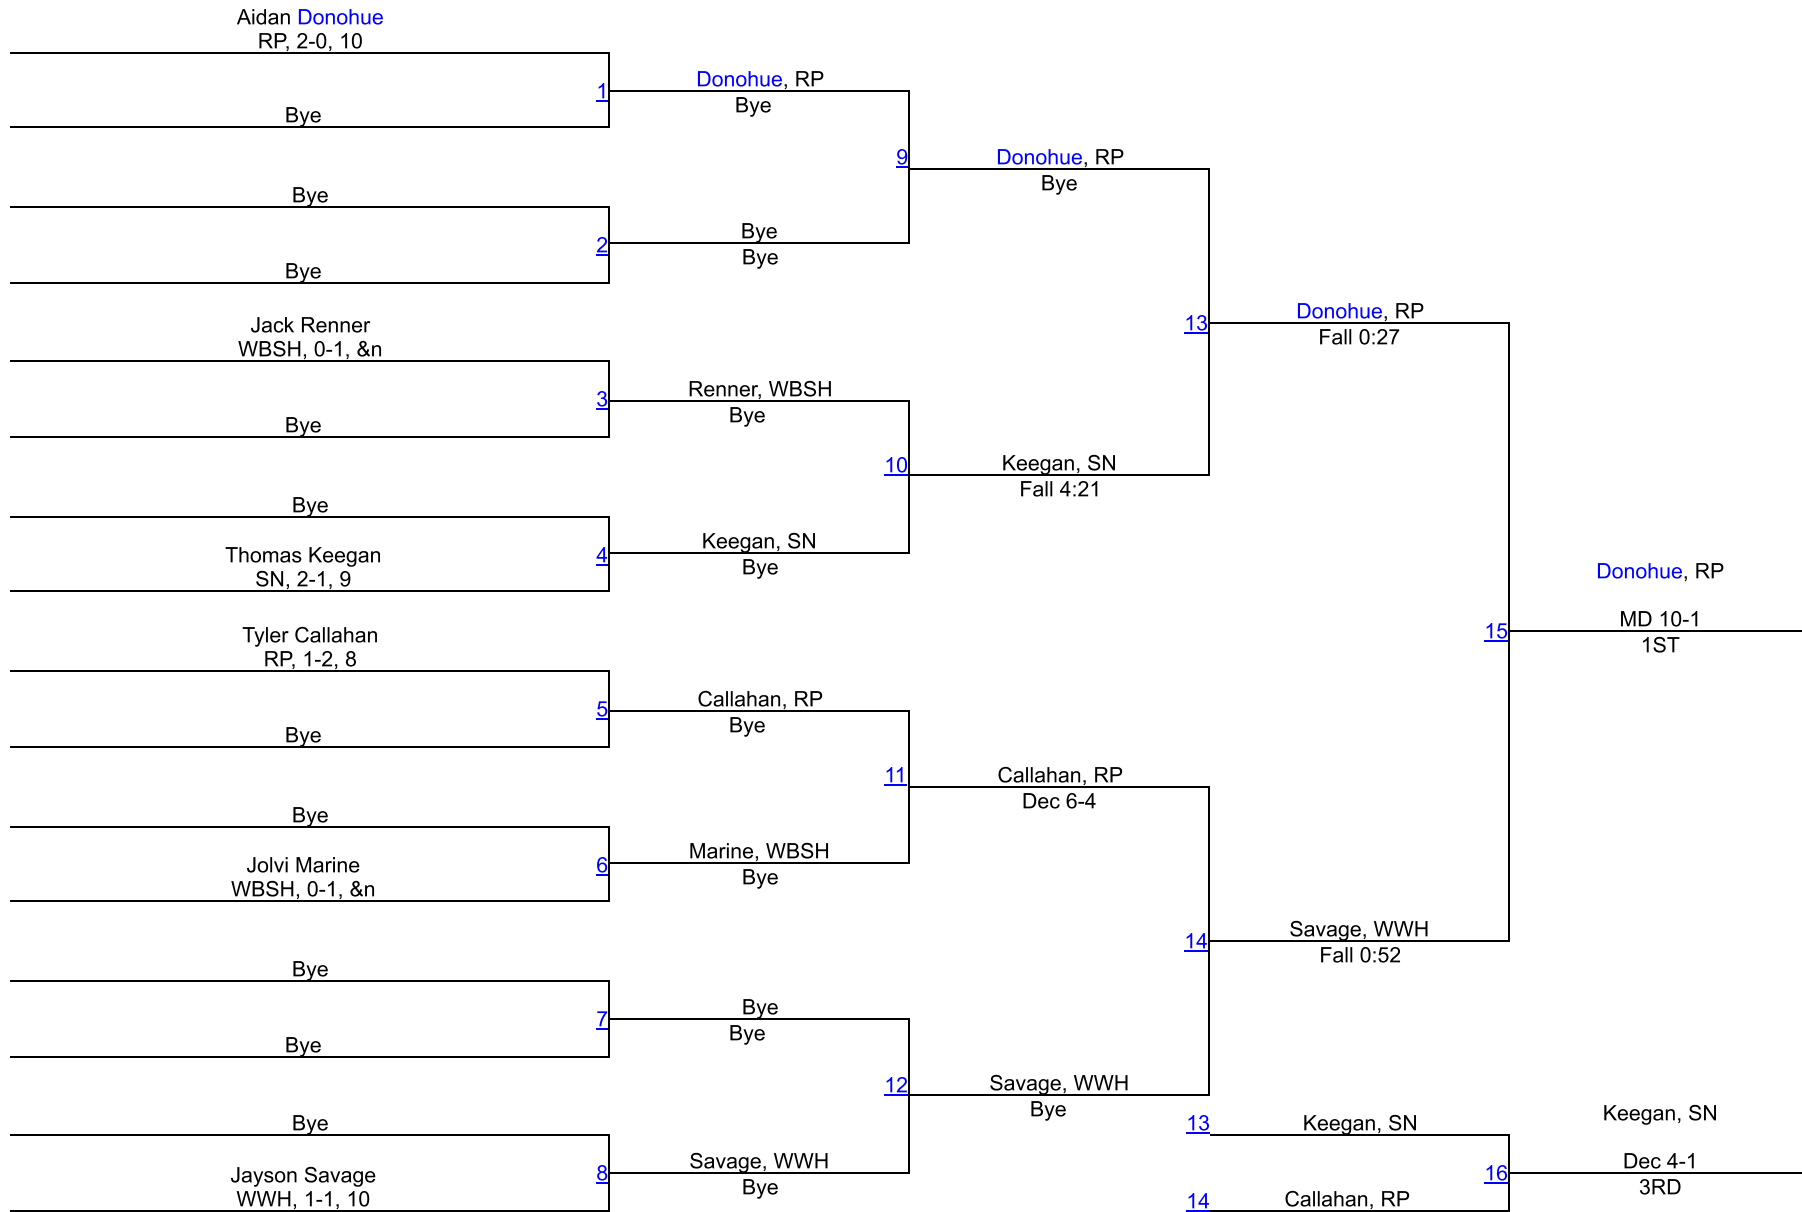 Aidan Donohue
RP, 2-0, 10
1
Donohue, RP
Bye
Bye
9
Donohue, RP
Bye
Bye
2
Bye
Bye
Bye
13
Donohue, RP
Fall 0:27
Jack Renner
WBSH, 0-1, &n
3
Renner, WBSH
Bye
Bye
10
Keegan, SN
Fall 4:21
Bye
4
Keegan, SN
Bye
Thomas Keegan
SN, 2-1, 9
15
Donohue, RP
MD 10-1
1ST
Tyler Callahan
RP, 1-2, 8
5
Callahan, RP
Bye
Bye
11
Callahan, RP
Dec 6-4
Bye
6
Marine, WBSH
Bye
Jolvi Marine
WBSH, 0-1, &n
14
Savage, WWH
Fall 0:52
Bye
7
Bye
Bye
Bye
12
Savage, WWH
Bye
Bye
8
Savage, WWH
Bye
Jayson Savage
WWH, 1-1, 10
13
Keegan, SN
Keegan, SN
16
Dec 4-1
3RD
14
Callahan, RP